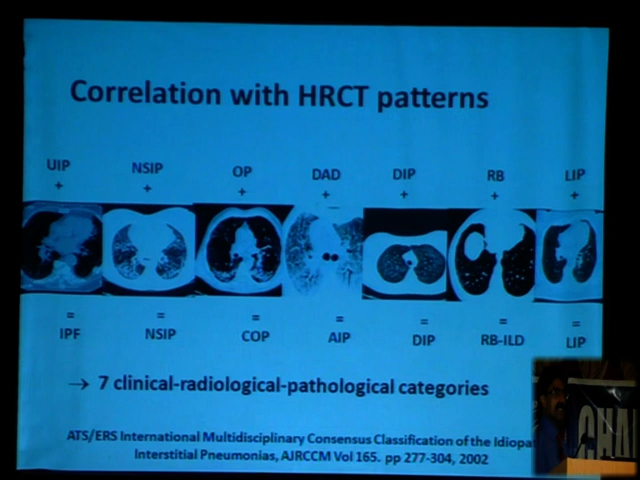 Correlation with HRCT patterns
UIP NSIP OP DAD DIP RB LIP
+ + + + + + +
= = = = = = =
IPF NSIP COP AIP DIP RB-ILD LIP
→ 7 clinical-radiological-pathological categories
ATS/ERS International Multidisciplinary Consensus Classification of the
Interstitial Pneumonias, AJRCCM Vol 165. pp 277-304, 2002